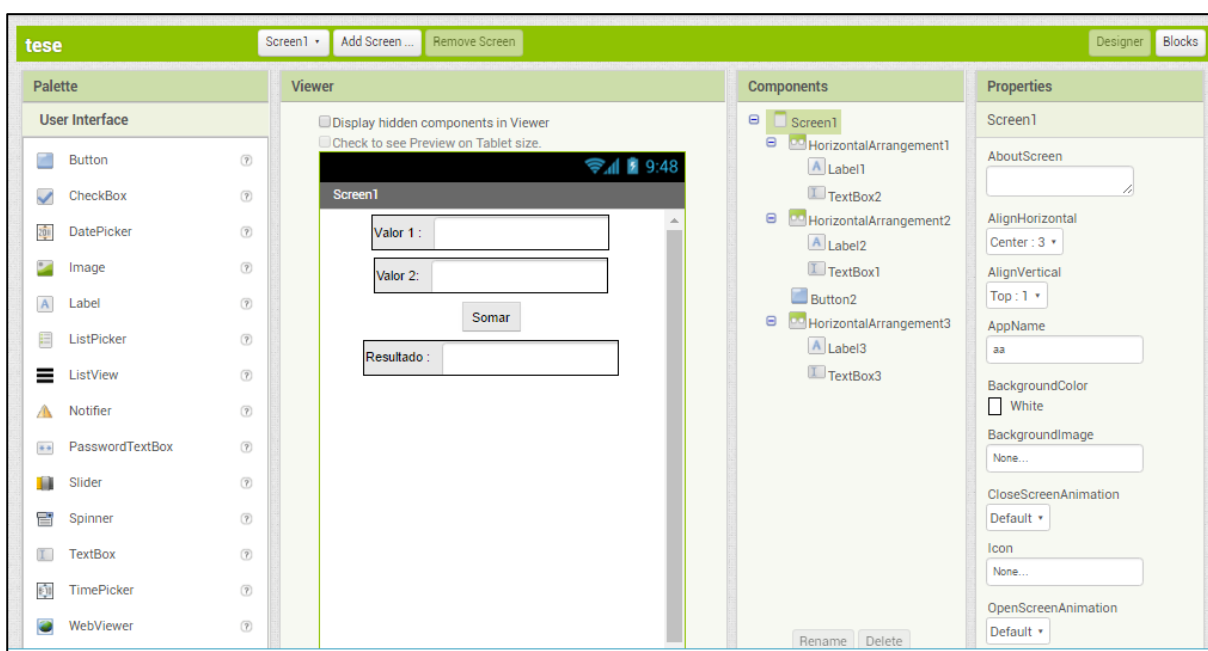 tese
Screen1
Add Screen ...
Remove Screen
Designer
Blocks
Palette
User Interface
Button
CheckBox
DatePicker
Image
Label
ListPicker
ListView
Notifier
PasswordTextBox
Slider
Spinner
TextBox
TimePicker
WebViewer
Viewer
Display hidden components in Viewer
Check to see Preview on Tablet size.
9:48
Screen1
Valor 1 :
Valor 2:
Somar
Resultado :
Components
Screen1
HorizontalArrangement1
Label1
TextBox2
HorizontalArrangement2
Label2
TextBox1
Button2
HorizontalArrangement3
Label3
TextBox3
Rename
Delete
Properties
Screen1
AboutScreen
AlignHorizontal
Center : 3
AlignVertical
Top : 1
AppName
aa
BackgroundColor
White
BackgroundImage
None...
CloseScreenAnimation
Default
Icon
None...
OpenScreenAnimation
Default